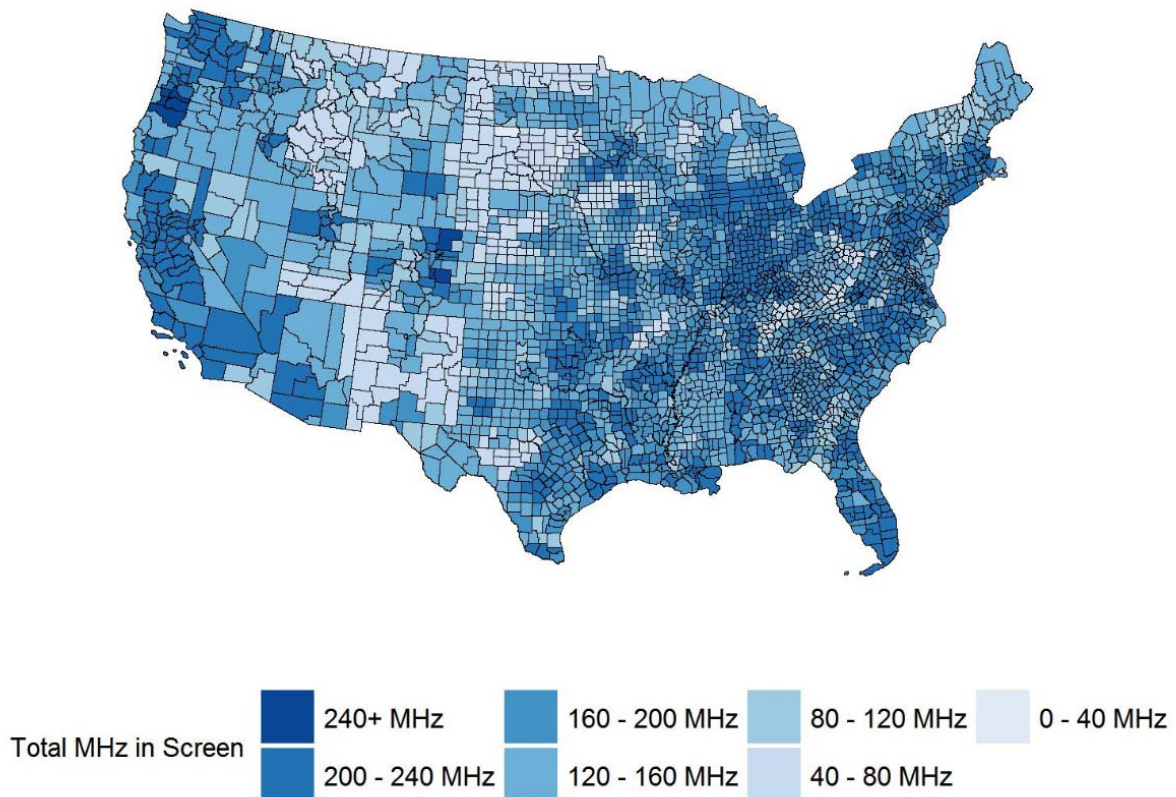 240+ MHz
160 - 200 MHz
80 - 120 MHz
0 - 40 MHz
Total MHz in Screen
200 - 240 MHz
120 - 160 MHz
40 - 80 MHz